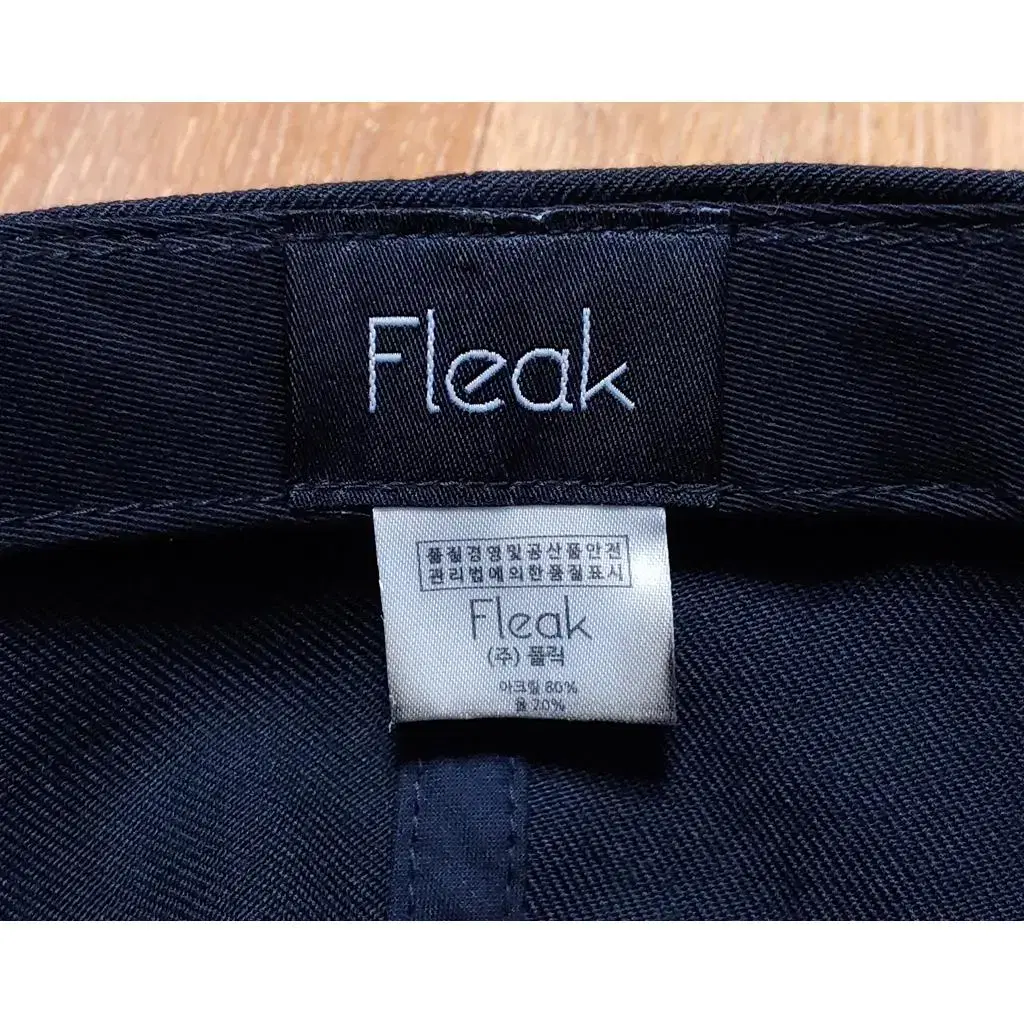 Fleak
품질경영및공산품안전
관리법에의한품질표시
Fleak
(주) 플릭
아크릴 80%
울 20%